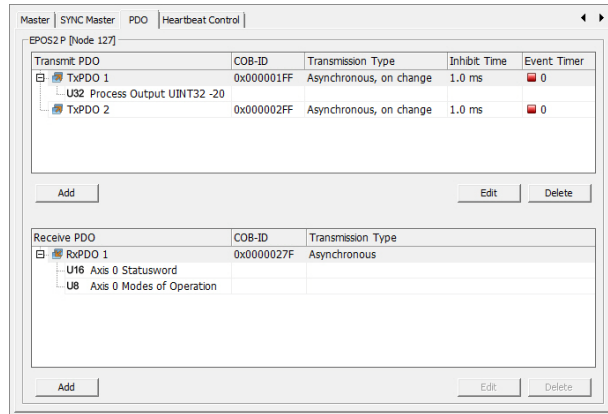 Master SYNC Master PDO Heartbeat Control
EPOS2 P [Node 127]
Transmit PDO COB-ID Transmission Type Inhibit Time Event Timer
TxPDO 1 0x000001FF Asynchronous, on change 1.0 ms 0
U32 Process Output UINT32 -20
TxPDO 2 0x000002FF Asynchronous, on change 1.0 ms 0
Add Edit Delete
Receive PDO COB-ID Transmission Type
RxPDO 1 0x0000027F Asynchronous
U16 Axis 0 Statusword
U8 Axis 0 Modes of Operation
Add Edit Delete